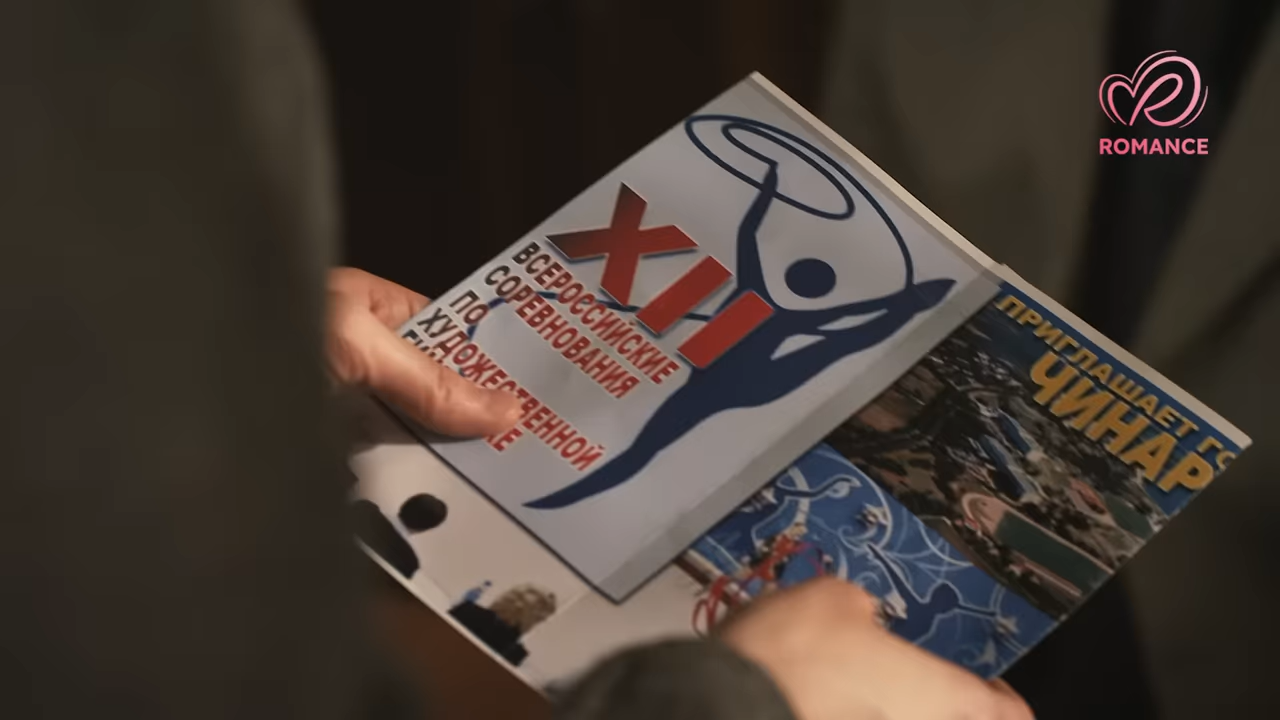 ROMANCE
XII
ВСЕРОССИЙСКИЕ
СОРЕВНОВАНИЯ
ПО
ХУДОЖЕСТВЕННОЙ
ПРИГЛАШАЕТ
ЧИНАР